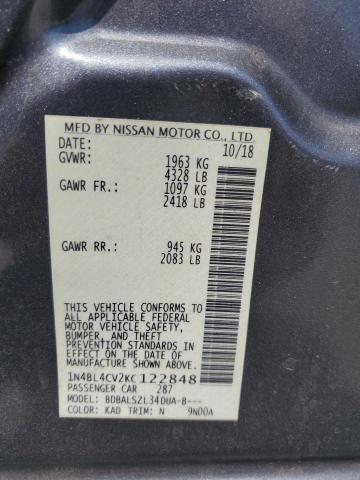 MFD BY NISSAN MOTOR CO., LTD.
DATE: 10/18
GVWR: 1963 KG
4328 LB
GAWR FR.: 1097 KG
2418 LB
GAWR RR.: 945 KG
2083 LB
THIS VEHICLE CONFORMS TO
ALL APPLICABLE FEDERAL
MOTOR VEHICLE SAFETY,
BUMPER, AND THEFT
PREVENTION STANDARDS IN
EFFECT ON THE DATE OF
MANUFACTURE SHOWN ABOVE.
1N4BL4CV2KC122848
PASSENGER CAR 287
MODEL: BDBALSZL34DUA-B---
COLOR: KAD TRIM: N 9N00A